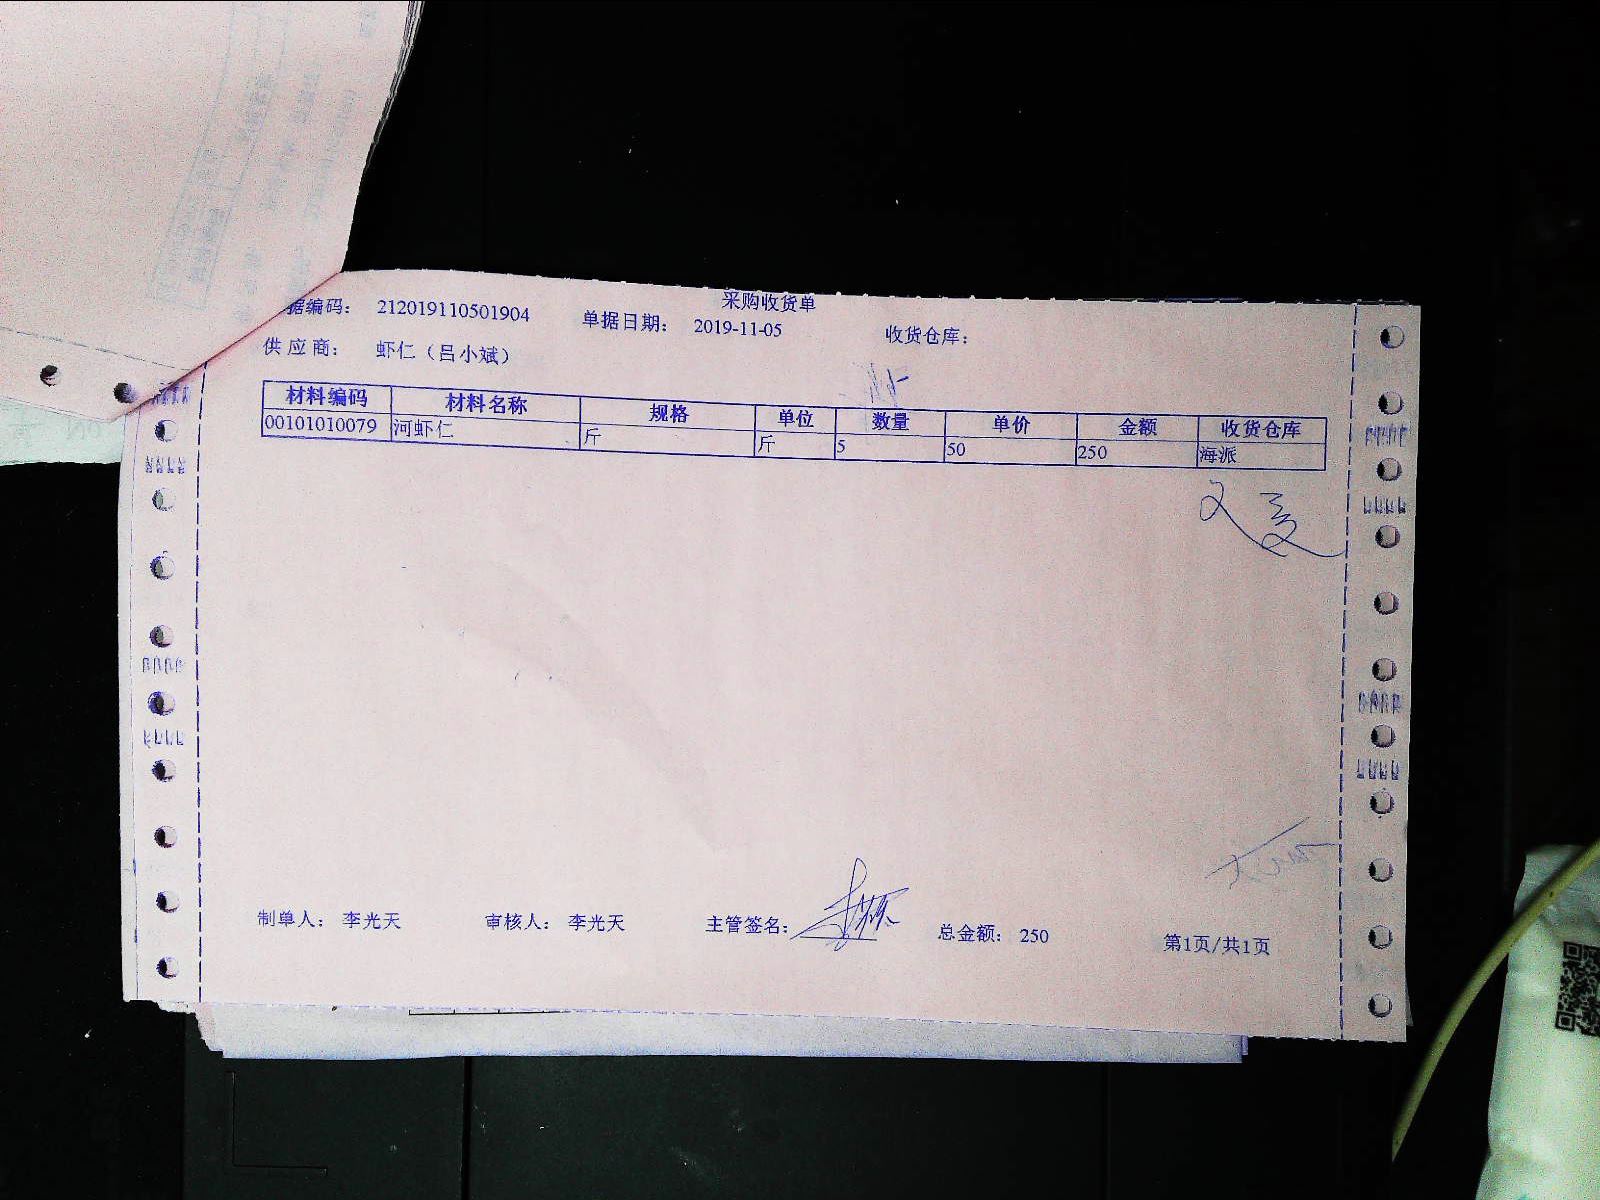 采购收货单
据编码： 212019110501904 单据日期： 2019-11-05 收货仓库：
供应商： 虾仁（吕小斌）
材料编码 材料名称 规格 单位 数量 单价 金额 收货仓库
00101010079 河虾仁 斤 斤 5 50 250 海派
制单人： 李光天 审核人： 李光天 主管签名： 总金额： 250 第1页/共1页